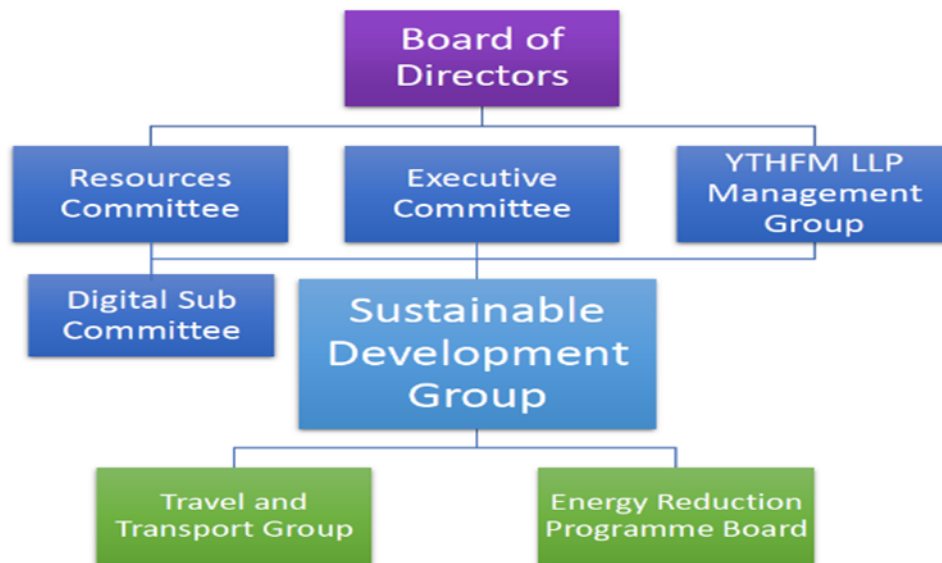 Board of
Directors
Resources
Committee
Executive
Committee
YTHFM LLP
Management
Group
Digital Sub
Committee
Sustainable
Development
Group
Travel and
Transport Group
Energy Reduction
Programme Board